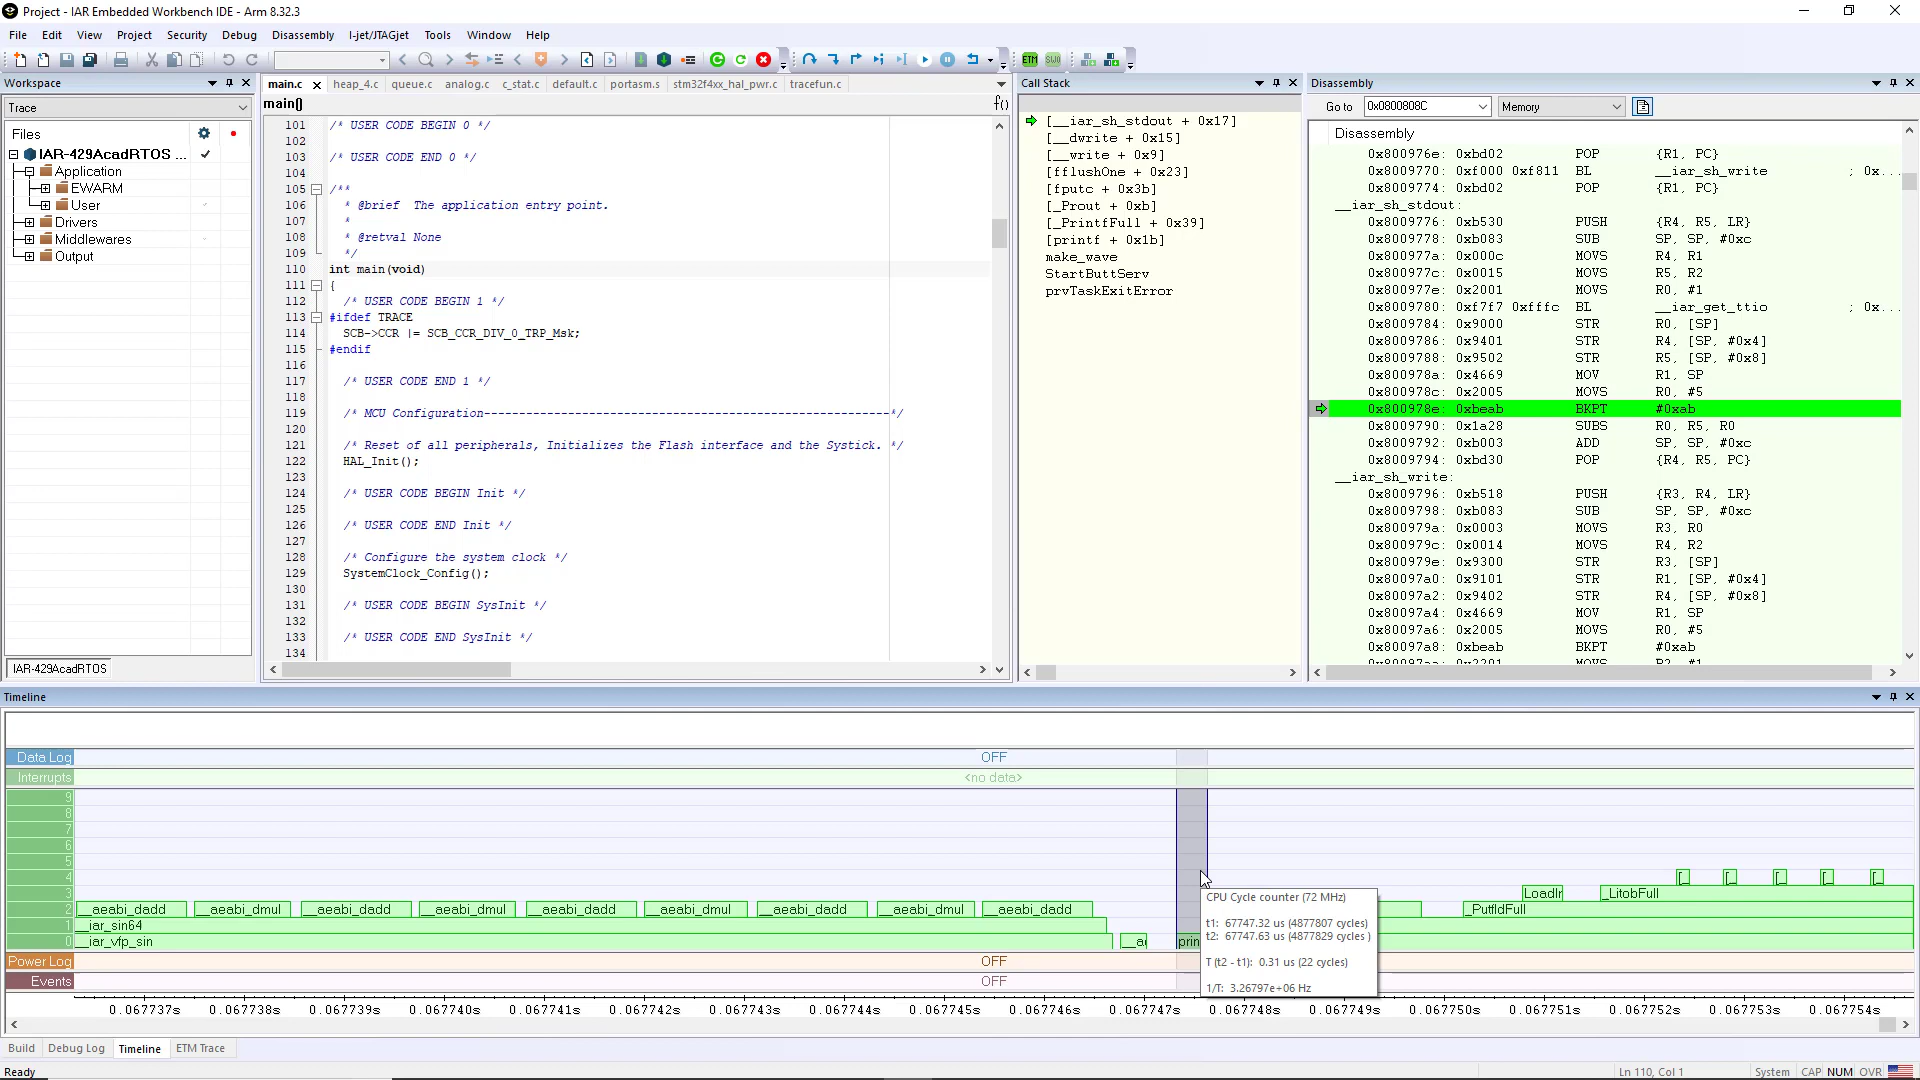 Project - IAR Embedded Workbench IDE - Arm 8.32.3
File Edit View Project Security Debug Disassembly I-jet/JTAGjet Tools Window Help
ETM SWO
Workspace
Trace
Files
IAR-429AcadRTOS ...
Application
EWARM
User
Drivers
Middlewares
Output
IAR-429AcadRTOS
main.c heap_4.c queue.c analog.c c_stat.c default.c portasm.s stm32f4xx_hal_pwr.c tracefun.c
main() f()
101 /* USER CODE BEGIN 0 */
102
103 /* USER CODE END 0 */
104
105 /**
106 * @brief The application entry point.
107 *
108 * @retval None
109 */
110 int main(void)
111 {
112 /* USER CODE BEGIN 1 */
113 #ifdef TRACE
114 SCB->CCR |= SCB_CCR_DIV_0_TRP_Msk;
115 #endif
116
117 /* USER CODE END 1 */
118
119 /* MCU Configuration----------------------------------------------------------*/
120
121 /* Reset of all peripherals, Initializes the Flash interface and the Systick. */
122 HAL_Init();
123
124 /* USER CODE BEGIN Init */
125
126 /* USER CODE END Init */
127
128 /* Configure the system clock */
129 SystemClock_Config();
130
131 /* USER CODE BEGIN SysInit */
132
133 /* USER CODE END SysInit */
134
Call Stack
[__iar_sh_stdout + 0x17]
[__dwrite + 0x15]
[__write + 0x9]
[fflushOne + 0x23]
[fputc + 0x3b]
[_Prout + 0xb]
[_PrintfFull + 0x39]
[printf + 0x1b]
make_wave
StartButtServ
prvTaskExitError
Disassembly
Go to 0x0800808C Memory
Disassembly
0x800976e: 0xbd02 POP {R1, PC}
0x8009770: 0xf000 0xf811 BL __iar_sh_write ; 0x...
0x8009774: 0xbd02 POP {R1, PC}
__iar_sh_stdout:
0x8009776: 0xb530 PUSH {R4, R5, LR}
0x8009778: 0xb083 SUB SP, SP, #0xc
0x800977a: 0x000c MOVS R4, R1
0x800977c: 0x0015 MOVS R5, R2
0x800977e: 0x2001 MOVS R0, #1
0x8009780: 0xf7f7 0xfffc BL __iar_get_ttio ; 0x...
0x8009784: 0x9000 STR R0, [SP]
0x8009786: 0x9401 STR R4, [SP, #0x4]
0x8009788: 0x9502 STR R5, [SP, #0x8]
0x800978a: 0x4669 MOV R1, SP
0x800978c: 0x2005 MOVS R0, #5
0x800978e: 0xbeab BKPT #0xab
0x8009790: 0x1a28 SUBS R0, R5, R0
0x8009792: 0xb003 ADD SP, SP, #0xc
0x8009794: 0xbd30 POP {R4, R5, PC}
__iar_sh_write:
0x8009796: 0xb518 PUSH {R3, R4, LR}
0x8009798: 0xb083 SUB SP, SP, #0xc
0x800979a: 0x0003 MOVS R3, R0
0x800979c: 0x0014 MOVS R4, R2
0x800979e: 0x9300 STR R3, [SP]
0x80097a0: 0x9101 STR R1, [SP, #0x4]
0x80097a2: 0x9402 STR R4, [SP, #0x8]
0x80097a4: 0x4669 MOV R1, SP
0x80097a6: 0x2005 MOVS R0, #5
0x80097a8: 0xbeab BKPT #0xab
0x80097aa: 0x2201 MOVS R2, #1
Timeline
Data Log OFF
Interrupts <no data>
9
8
7
6
5
4 [_ [_ [_ [_ [_
3 LoadIr _LitobFull
2 __aeabi_dadd __aeabi_dmul __aeabi_dadd __aeabi_dmul __aeabi_dadd __aeabi_dmul __aeabi_dadd __aeabi_dmul __aeabi_dadd _PutfldFull
1 __iar_sin64
0 __iar_vfp_sin __ai prin
CPU Cycle counter (72 MHz)
t1: 67747.32 us (4877807 cycles)
t2: 67747.63 us (4877829 cycles )
T (t2 - t1): 0.31 us (22 cycles)
1/T: 3.26797e+06 Hz
Power Log OFF
Events OFF
0.067737s 0.067738s 0.067739s 0.067740s 0.067741s 0.067742s 0.067743s 0.067744s 0.067745s 0.067746s 0.067747s 0.067748s 0.067749s 0.067750s 0.067751s 0.067752s 0.067753s 0.067754s
Build Debug Log Timeline ETM Trace
Ready Ln 110, Col 1 System CAP NUM OVR